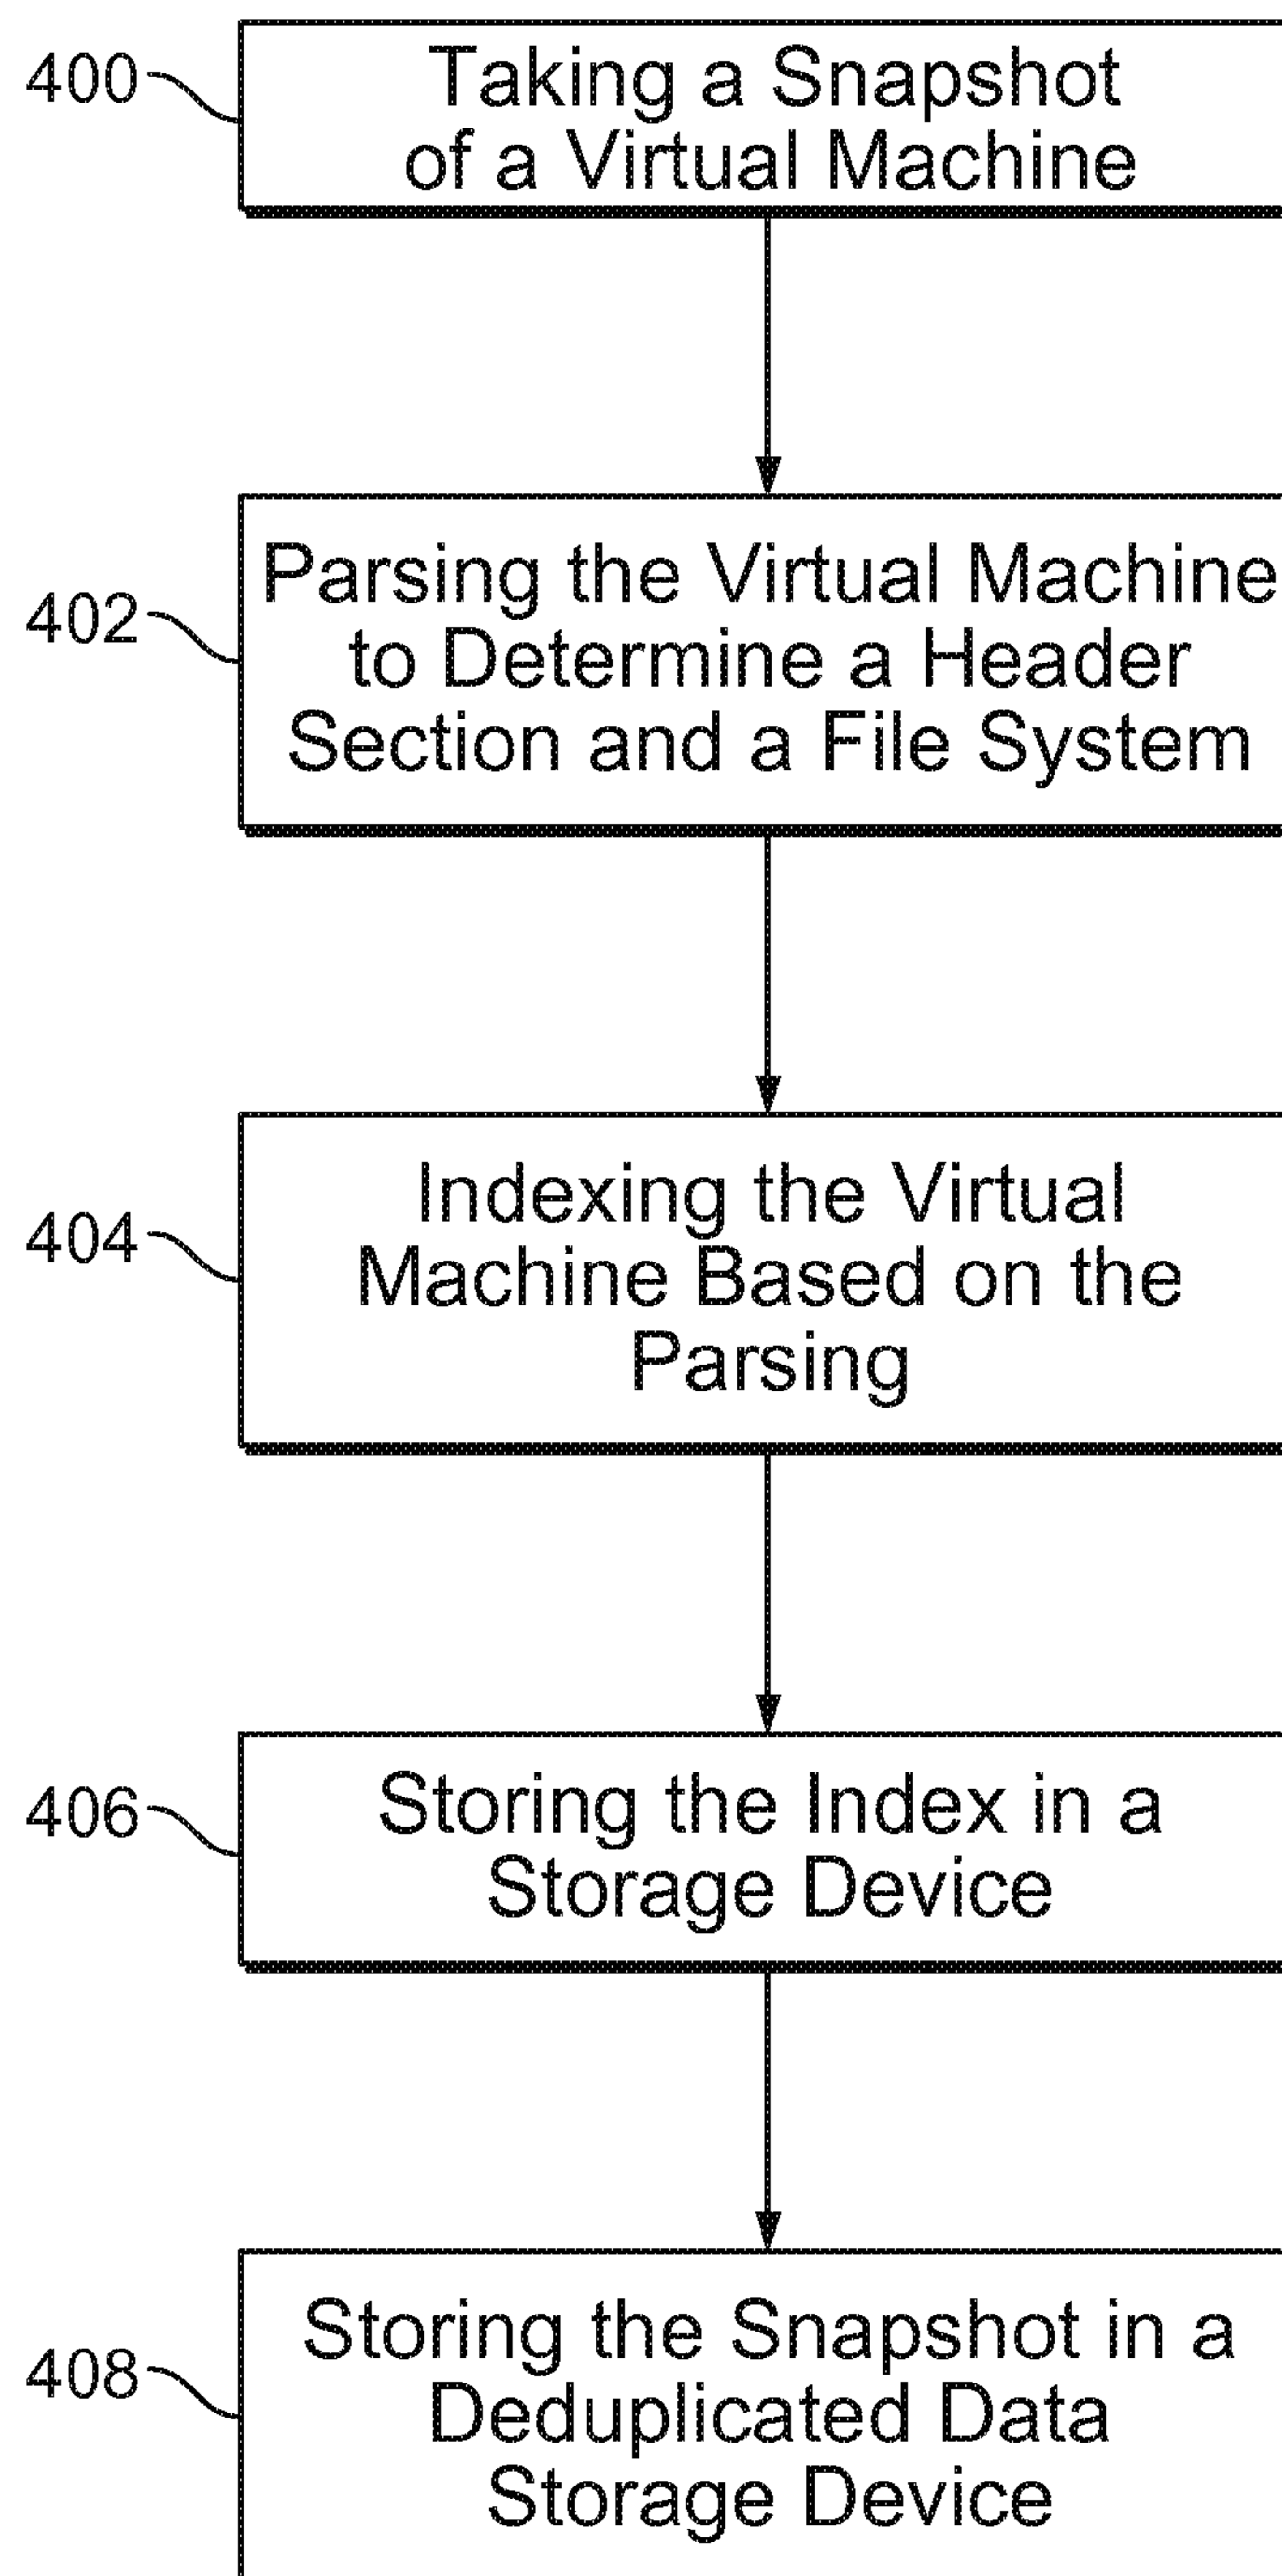 400
Taking a Snapshot
of a Virtual Machine
402
Parsing the Virtual Machine
to Determine a Header
Section and a File System
404
Indexing the Virtual
Machine Based on the
Parsing
406
Storing the Index in a
Storage Device
408
Storing the Snapshot in a
Deduplicated Data
Storage Device